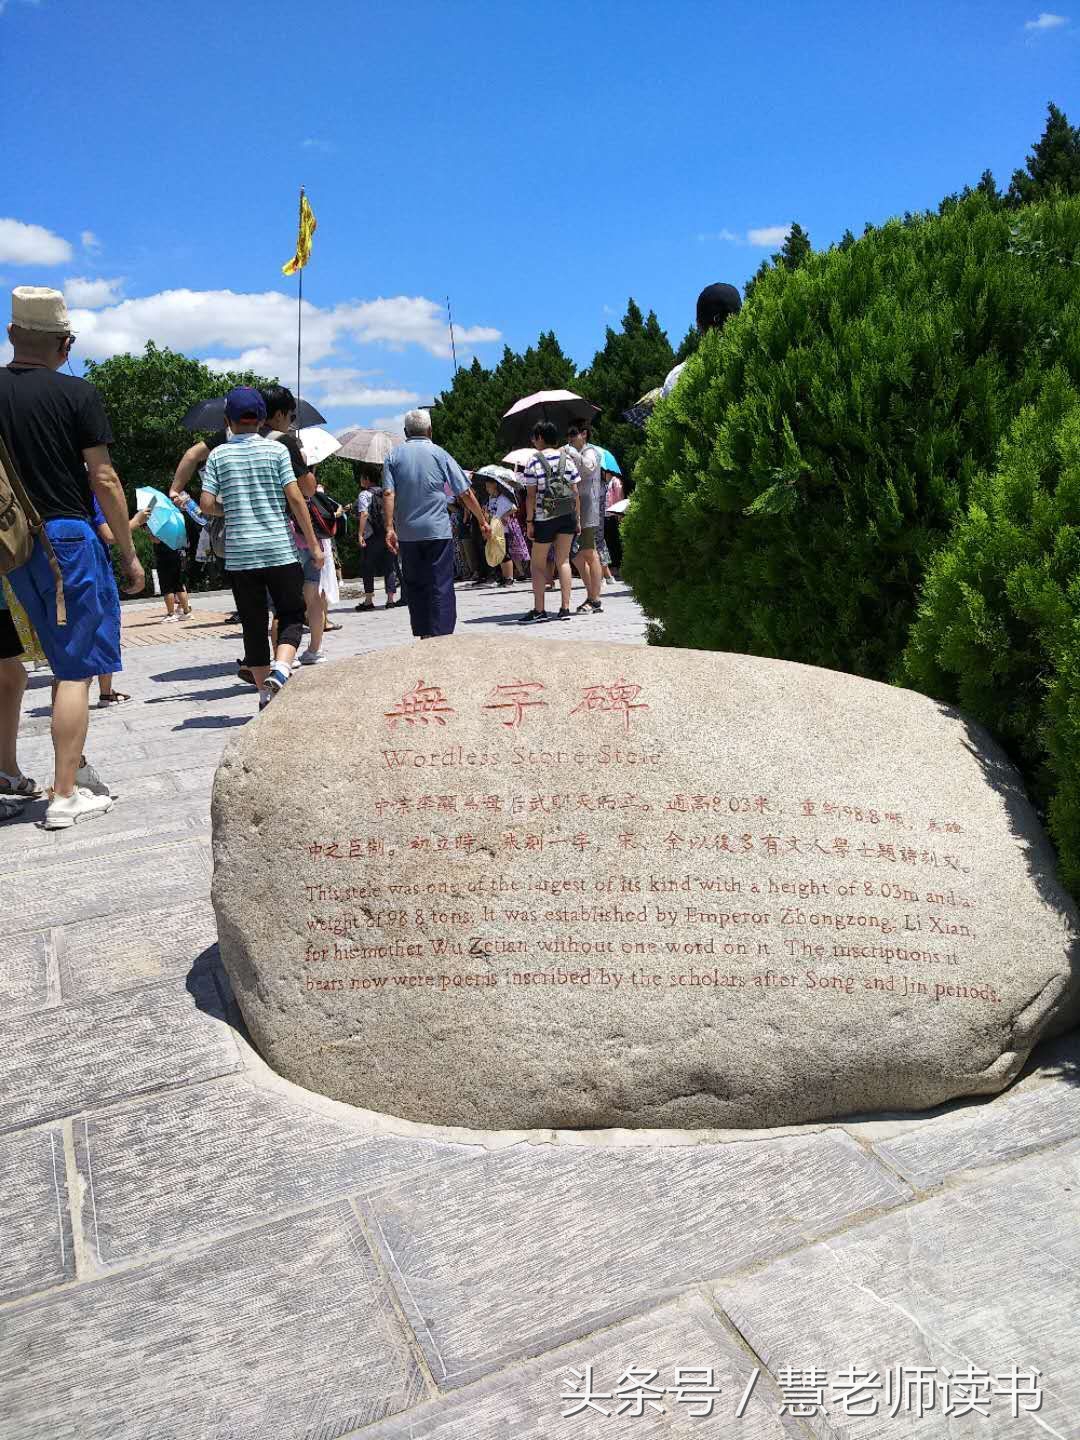 無字碑
Wordless Stone Stele
中宗李顯為母后武則天而立。通高8.03米，重約98.8噸，為碑
中之巨制。初立時，未刻一字，宋、金以後多有文人學士題詩刻文。
This stele was one of the largest of its kind with a height of 8.03m and a
weight of 98.8 tons. It was established by Emperor Zhongzong, Li Xian,
for his mother Wu Zetian without one word on it. The inscriptions it
bears now were poems inscribed by the scholars after Song and Jin periods.
头条号 / 慧老师读书